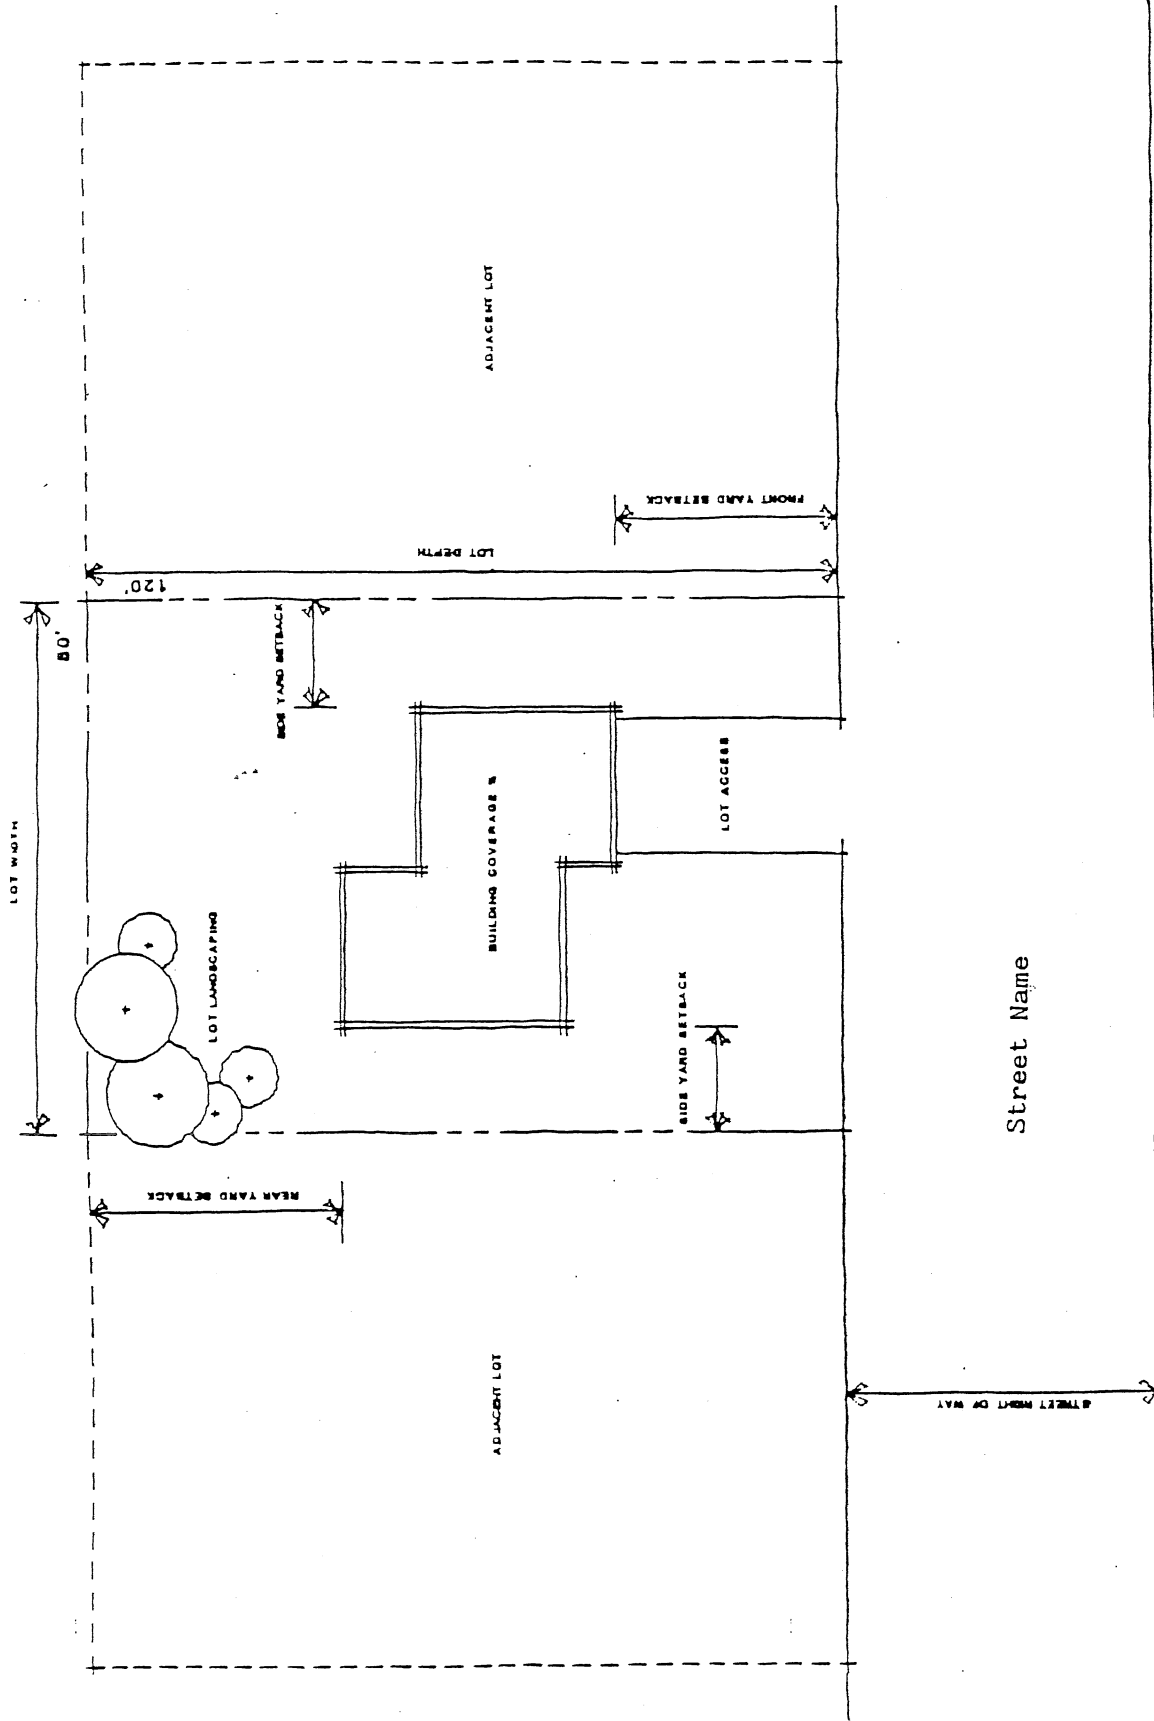 LOT WIDTH
80'
120'
LOT DEPTH
SIDE YARD SETBACK
FRONT YARD SETBACK
ADJACENT LOT
LOT LANDSCAPING
BUILDING COVERAGE %
LOT ACCESS
SIDE YARD SETBACK
REAR YARD SETBACK
ADJACENT LOT
Street Name
STREET RIGHT OF WAY